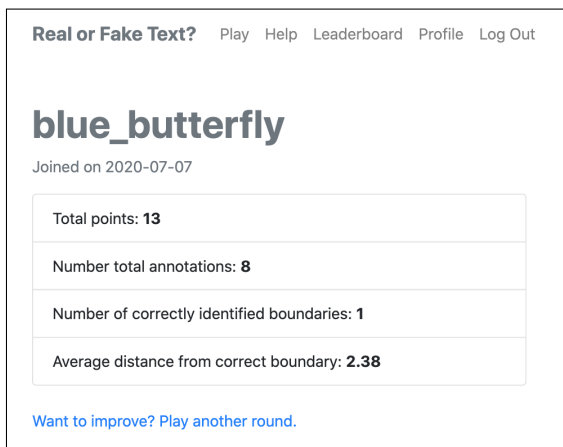 Real or Fake Text? Play Help Leaderboard Profile Log Out
blue_butterfly
Joined on 2020-07-07
Total points: 13
Number total annotations: 8
Number of correctly identified boundaries: 1
Average distance from correct boundary: 2.38
Want to improve? Play another round.